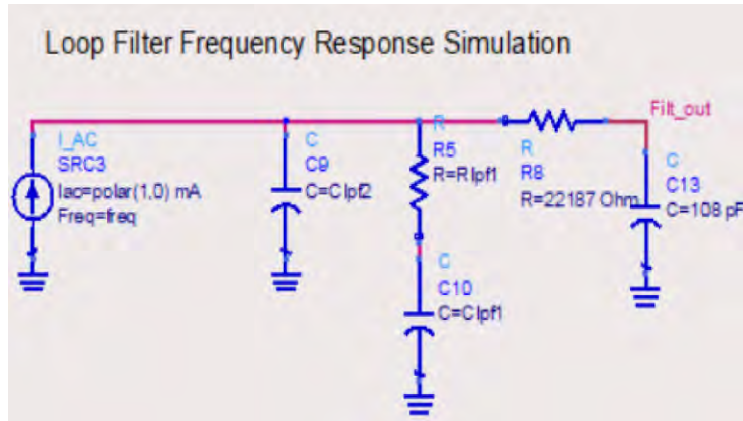 Loop Filter Frequency Response Simulation
I_AC
SRC3
Iac=polar(1,0) mA
Freq=freq
C
C9
C=Clpf2
R
R5
R=Rlpf1
C
C10
C=Clpf1
R
R8
R=22187 Ohm
Filt_out
C
C13
C=108 pF